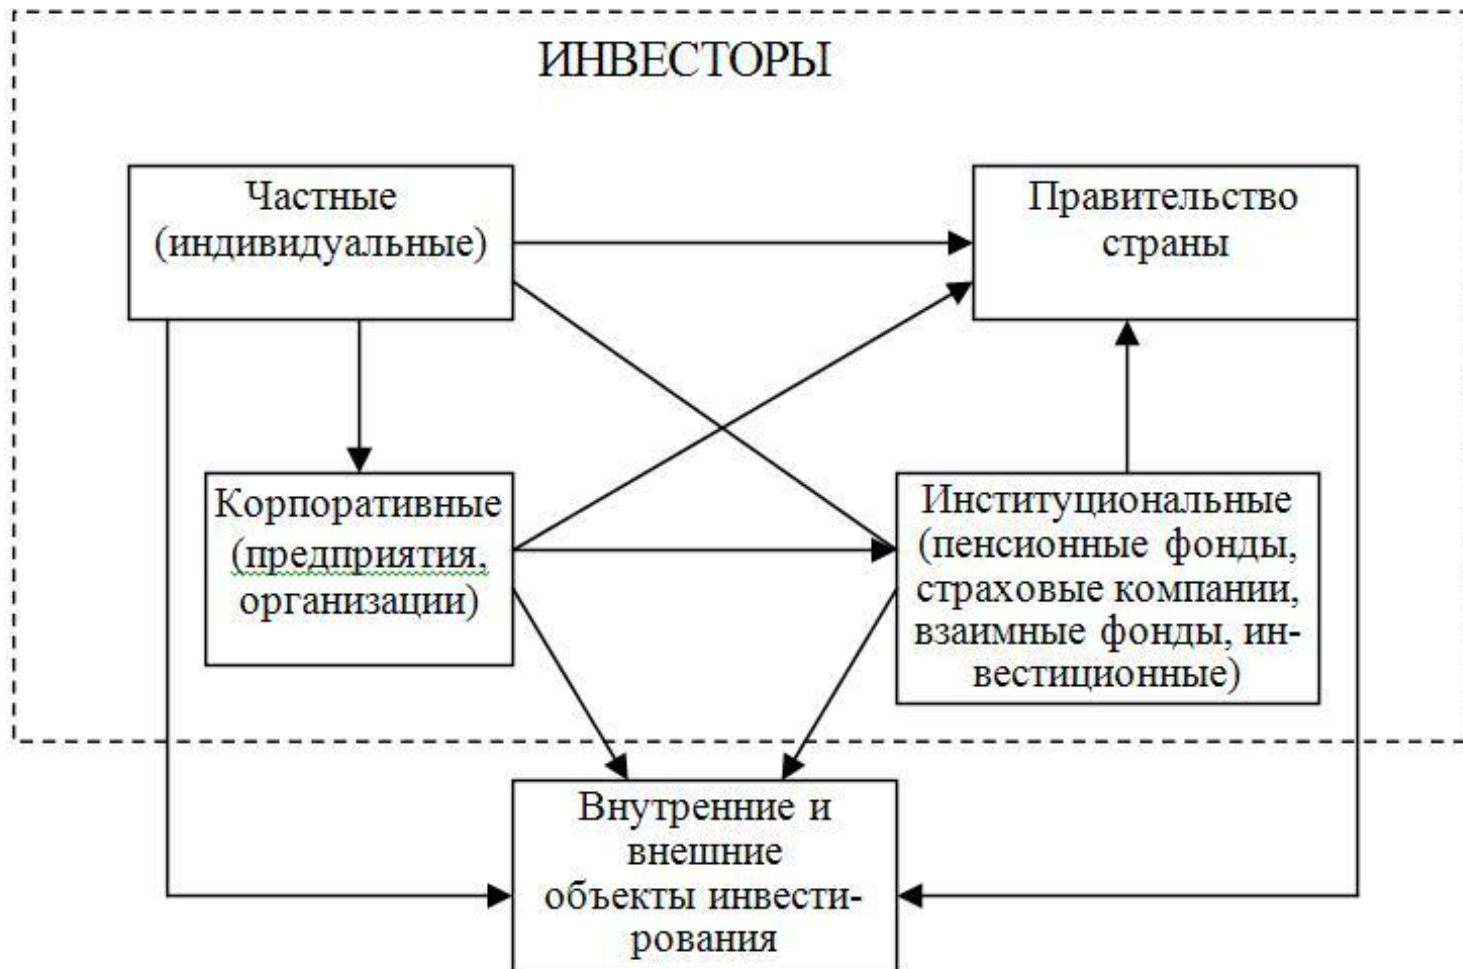 ИНВЕСТОРЫ
Частные
(индивидуальные)
Правительство
страны
Корпоративные
(предприятия,
организации)
Институциональные
(пенсионные фонды,
страховые компании,
взаимные фонды, ин-
вестиционные)
Внутренние и
внешние
объекты инвести-
рования